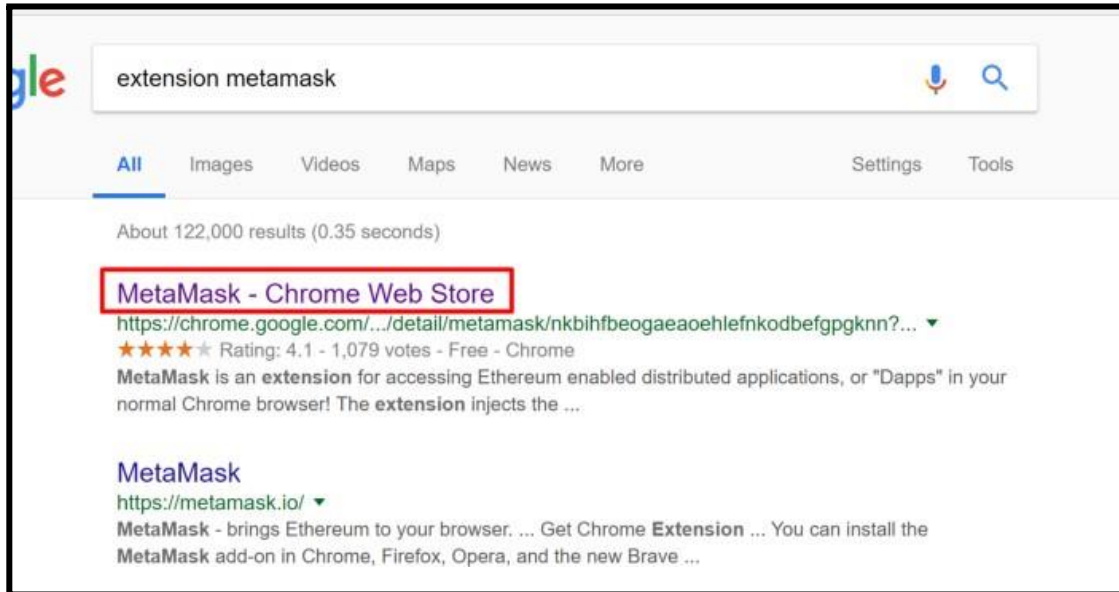 gle
extension metamask
All Images Videos Maps News More Settings Tools
About 122,000 results (0.35 seconds)
MetaMask - Chrome Web Store
https://chrome.google.com/.../detail/metamask/nkbihfbeogaeaoehlefnkodbefgpgknn?...
Rating: 4.1 - 1,079 votes - Free - Chrome
MetaMask is an extension for accessing Ethereum enabled distributed applications, or "Dapps" in your
normal Chrome browser! The extension injects the ...
MetaMask
https://metamask.io/
MetaMask - brings Ethereum to your browser. ... Get Chrome Extension ... You can install the
MetaMask add-on in Chrome, Firefox, Opera, and the new Brave ...